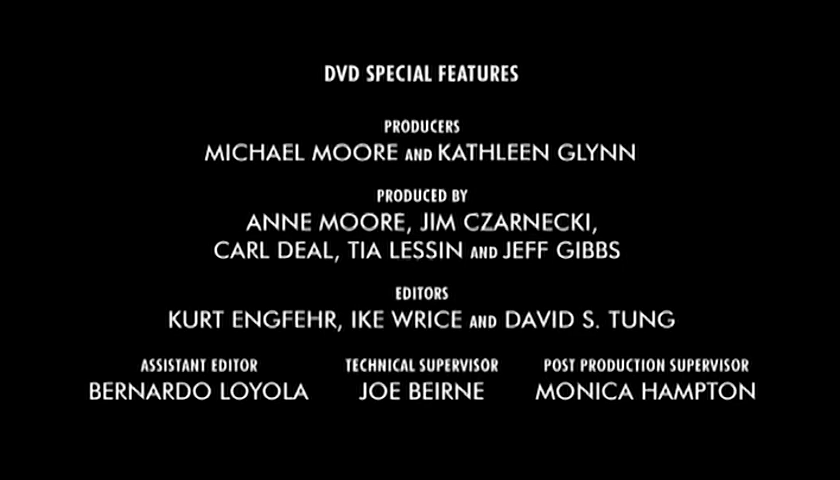 DVD SPECIAL FEATURES
PRODUCERS
MICHAEL MOORE AND KATHLEEN GLYNN
PRODUCED BY
ANNE MOORE, JIM CZARNECKI,
CARL DEAL, TIA LESSIN AND JEFF GIBBS
EDITORS
KURT ENGFEHR, IKE WRICE AND DAVID S. TUNG
ASSISTANT EDITOR
BERNARDO LOYOLA
TECHNICAL SUPERVISOR
JOE BEIRNE
POST PRODUCTION SUPERVISOR
MONICA HAMPTON